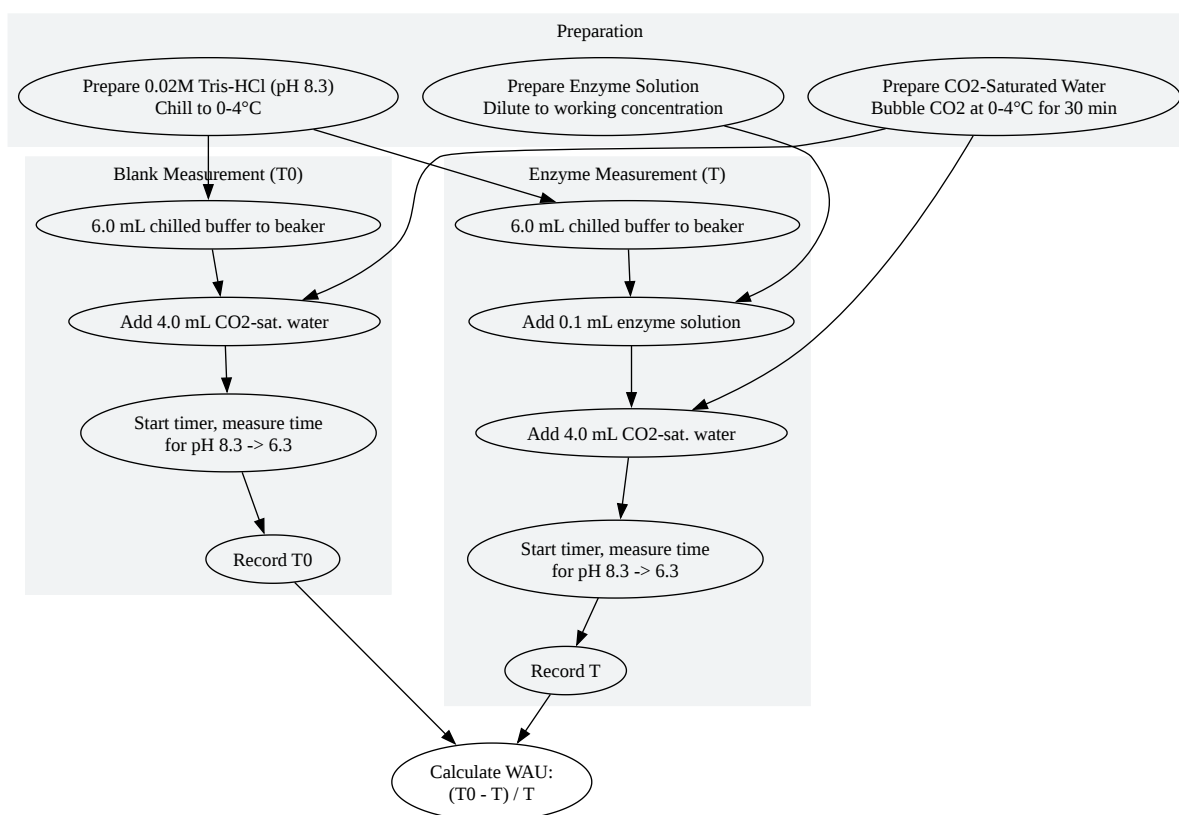 Preparation
Prepare 0.02M Tris-HCl (pH 8.3)
Chill to 0-4°C
Prepare Enzyme Solution
Dilute to working concentration
Prepare CO2-Saturated Water
Bubble CO2 at 0-4°C for 30 min
Blank Measurement (T0)
6.0 mL chilled buffer to beaker
Add 4.0 mL CO2-sat. water
Start timer, measure time
for pH 8.3 -> 6.3
Record T0
Enzyme Measurement (T)
6.0 mL chilled buffer to beaker
Add 0.1 mL enzyme solution
Add 4.0 mL CO2-sat. water
Start timer, measure time
for pH 8.3 -> 6.3
Record T
Calculate WAU:
(T0 - T) / T